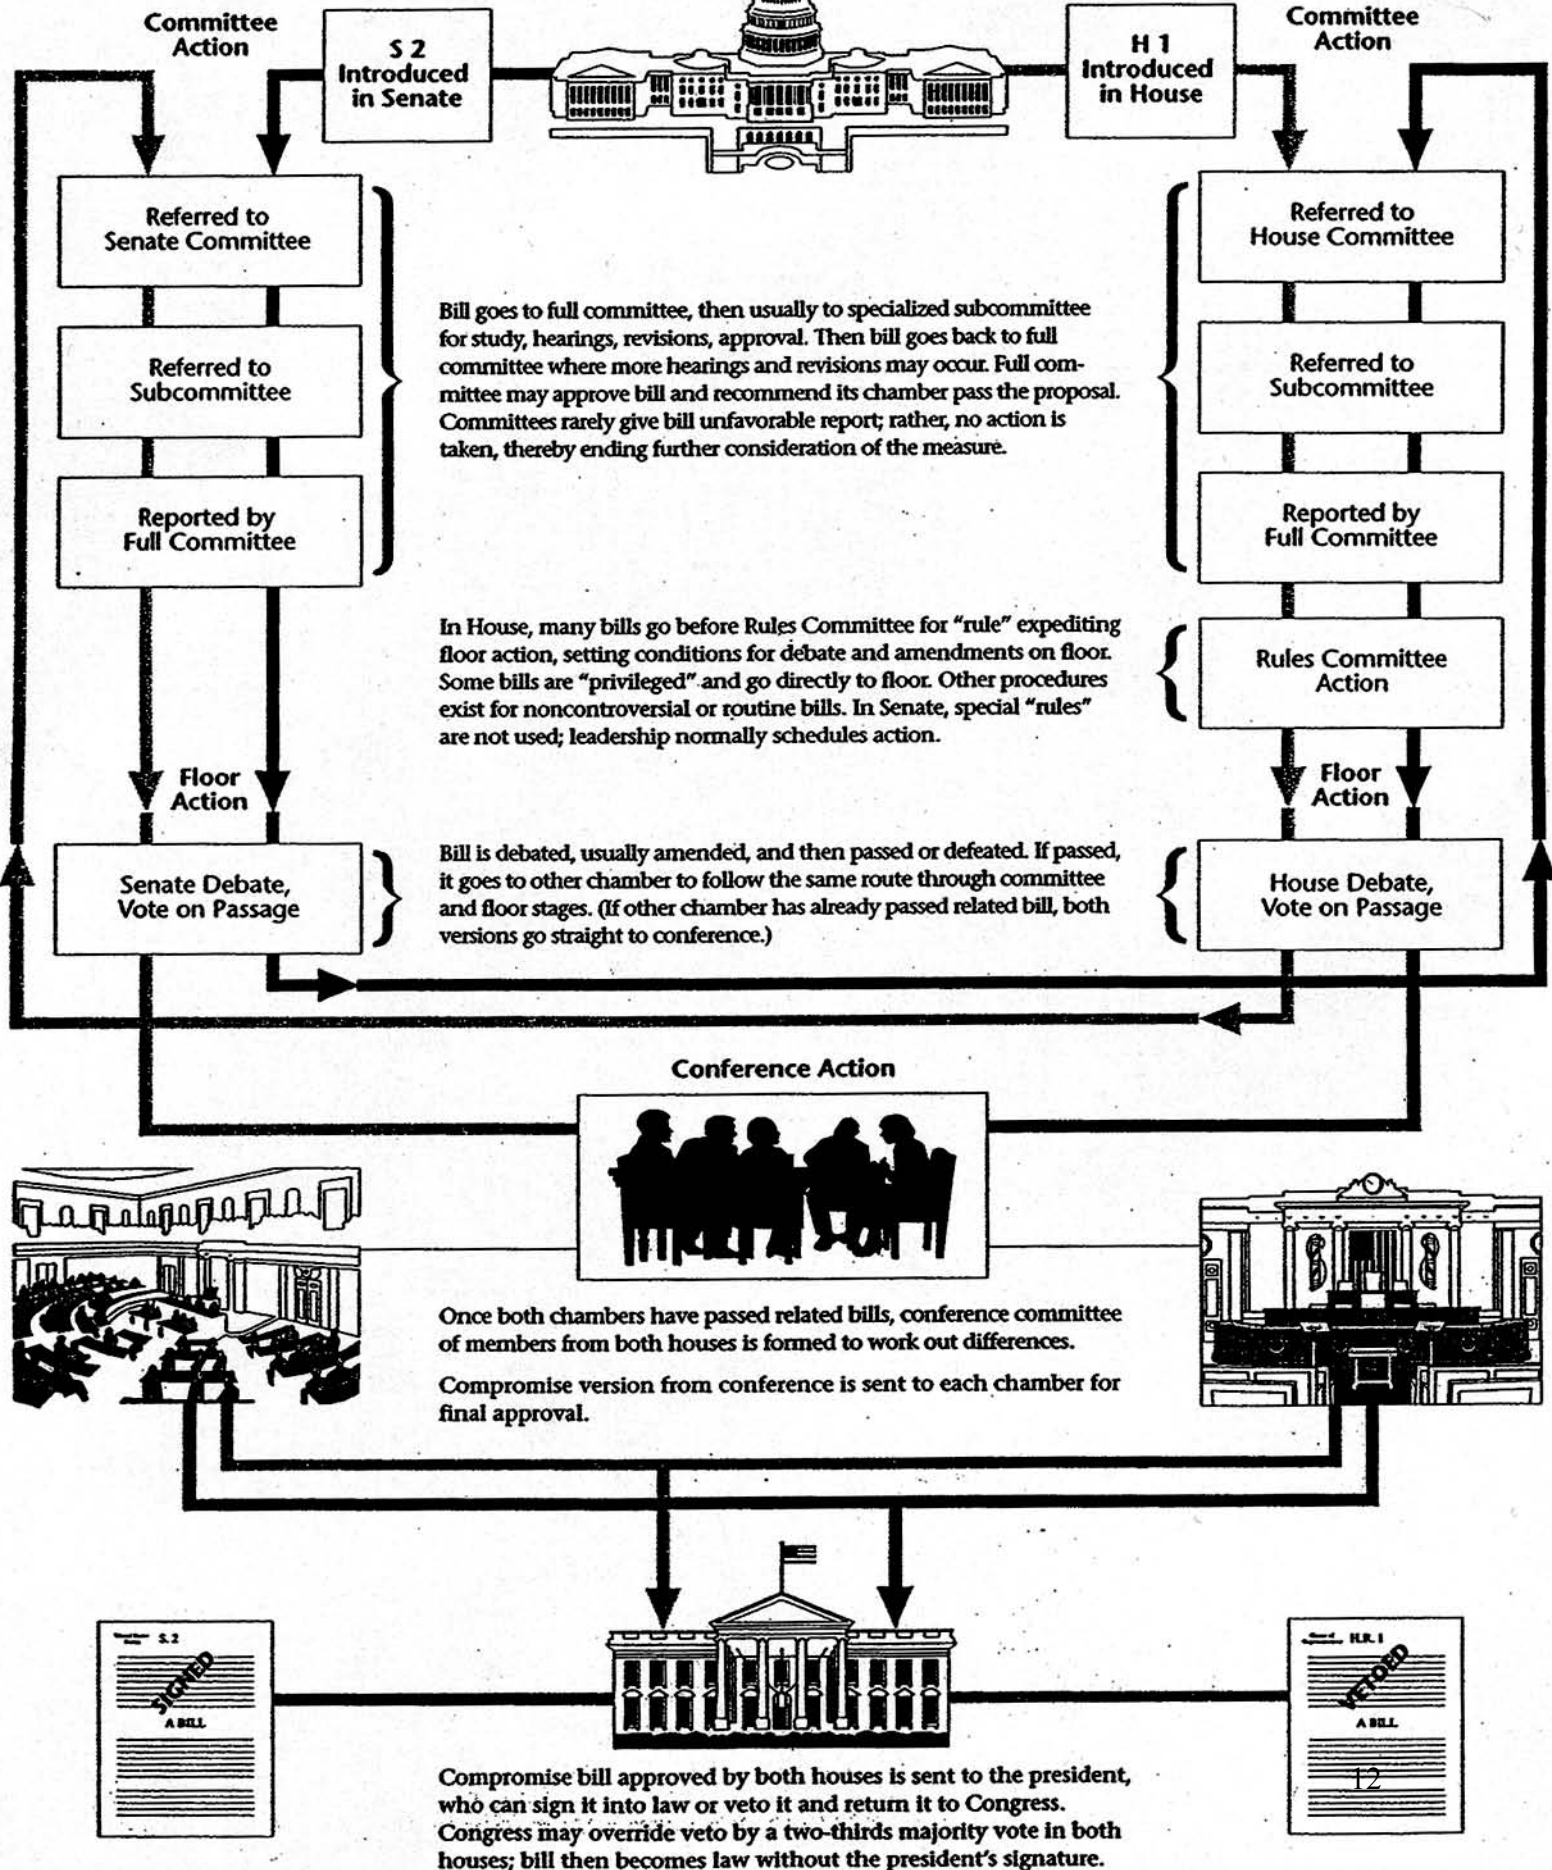 Committee
Action
S 2
Introduced
in Senate
H 1
Introduced
in House
Committee
Action
Referred to
Senate Committee
Referred to
House Committee
Bill goes to full committee, then usually to specialized subcommittee
for study, hearings, revisions, approval. Then bill goes back to full
committee where more hearings and revisions may occur. Full com-
mittee may approve bill and recommend its chamber pass the proposal.
Committees rarely give bill unfavorable report; rather, no action is
taken, thereby ending further consideration of the measure.
Referred to
Subcommittee
Referred to
Subcommittee
Reported by
Full Committee
Reported by
Full Committee
In House, many bills go before Rules Committee for “rule” expediting
floor action, setting conditions for debate and amendments on floor.
Some bills are “privileged” and go directly to floor. Other procedures
exist for noncontroversial or routine bills. In Senate, special “rules”
are not used; leadership normally schedules action.
Rules Committee
Action
Floor
Action
Floor
Action
Senate Debate,
Vote on Passage
Bill is debated, usually amended, and then passed or defeated. If passed,
it goes to other chamber to follow the same route through committee
and floor stages. (If other chamber has already passed related bill, both
versions go straight to conference.)
House Debate,
Vote on Passage
Conference Action
Once both chambers have passed related bills, conference committee
of members from both houses is formed to work out differences.
Compromise version from conference is sent to each chamber for
final approval.
S.2
SIGNED
A BILL
H.R. 1
VETOED
A BILL
12
Compromise bill approved by both houses is sent to the president,
who can sign it into law or veto it and return it to Congress.
Congress may override veto by a two-thirds majority vote in both
houses; bill then becomes law without the president's signature.